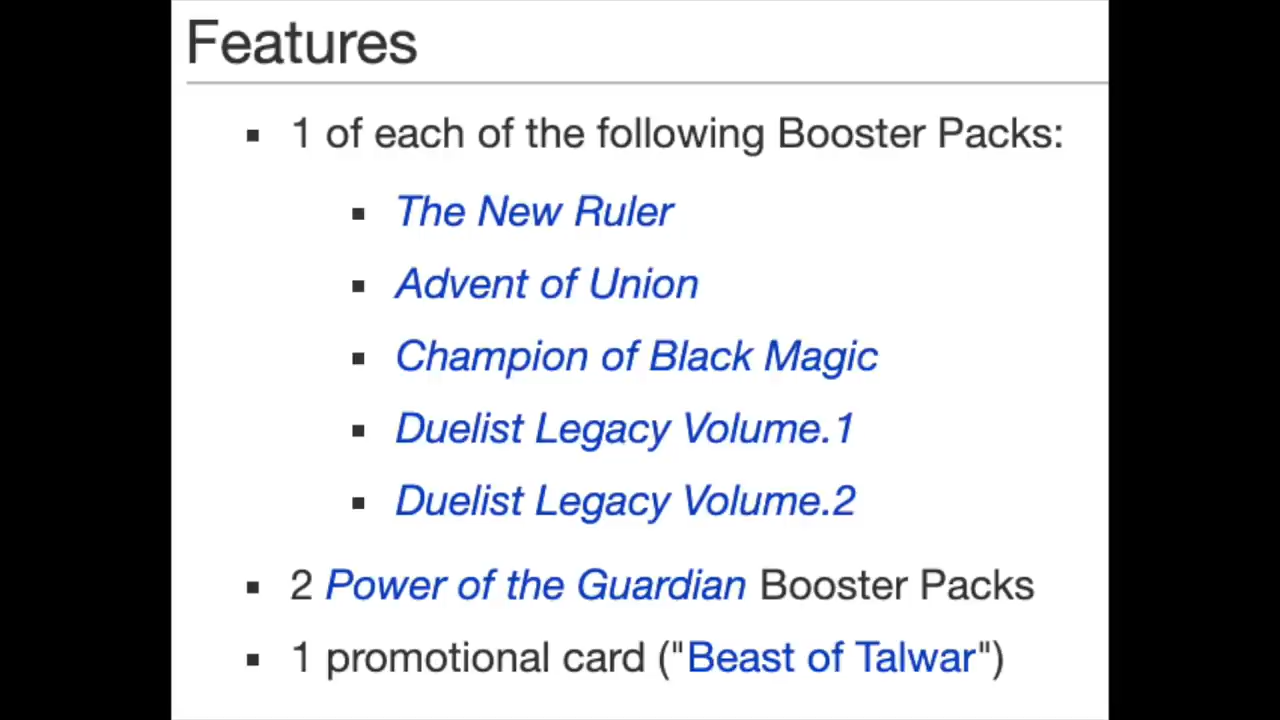 Features
1 of each of the following Booster Packs:
The New Ruler
Advent of Union
Champion of Black Magic
Duelist Legacy Volume.1
Duelist Legacy Volume.2
2 Power of the Guardian Booster Packs
1 promotional card ("Beast of Talwar")